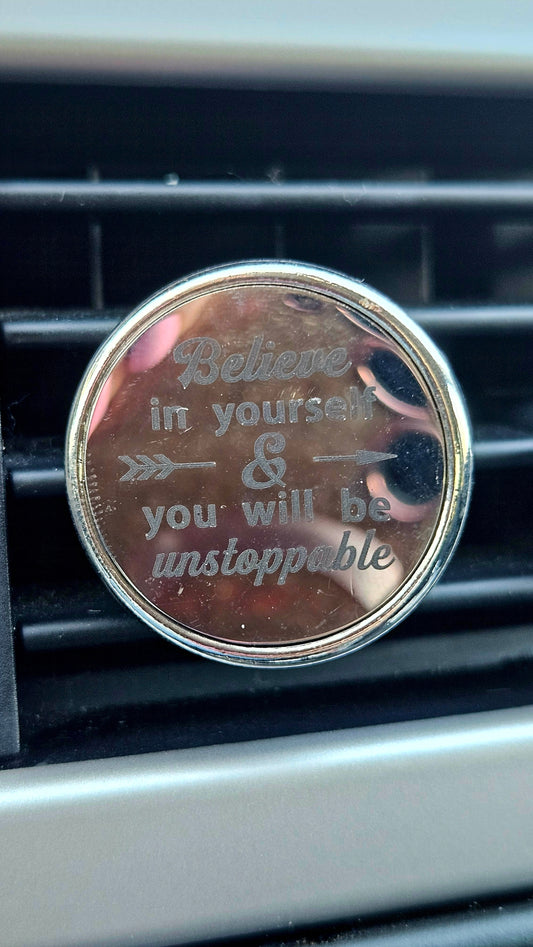 Believe
in yourself
&
you will be
unstoppable